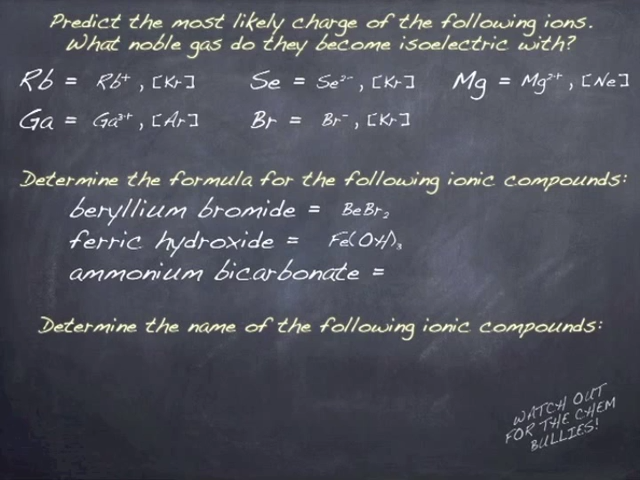 Predict the most likely charge of the following ions.
What noble gas do they become isoelectric with?
Rb = Rb⁺ , [Kr] Se = Se²⁻ , [Kr] Mg = Mg²⁺ , [Ne]
Ga = Ga³⁺ , [Ar] Br = Br⁻ , [Kr]
Determine the formula for the following ionic compounds:
beryllium bromide = BeBr₂
ferric hydroxide = Fe(OH)₃
ammonium bicarbonate =
Determine the name of the following ionic compounds:
WATCH OUT
FOR THE CHEM
BULLIES!